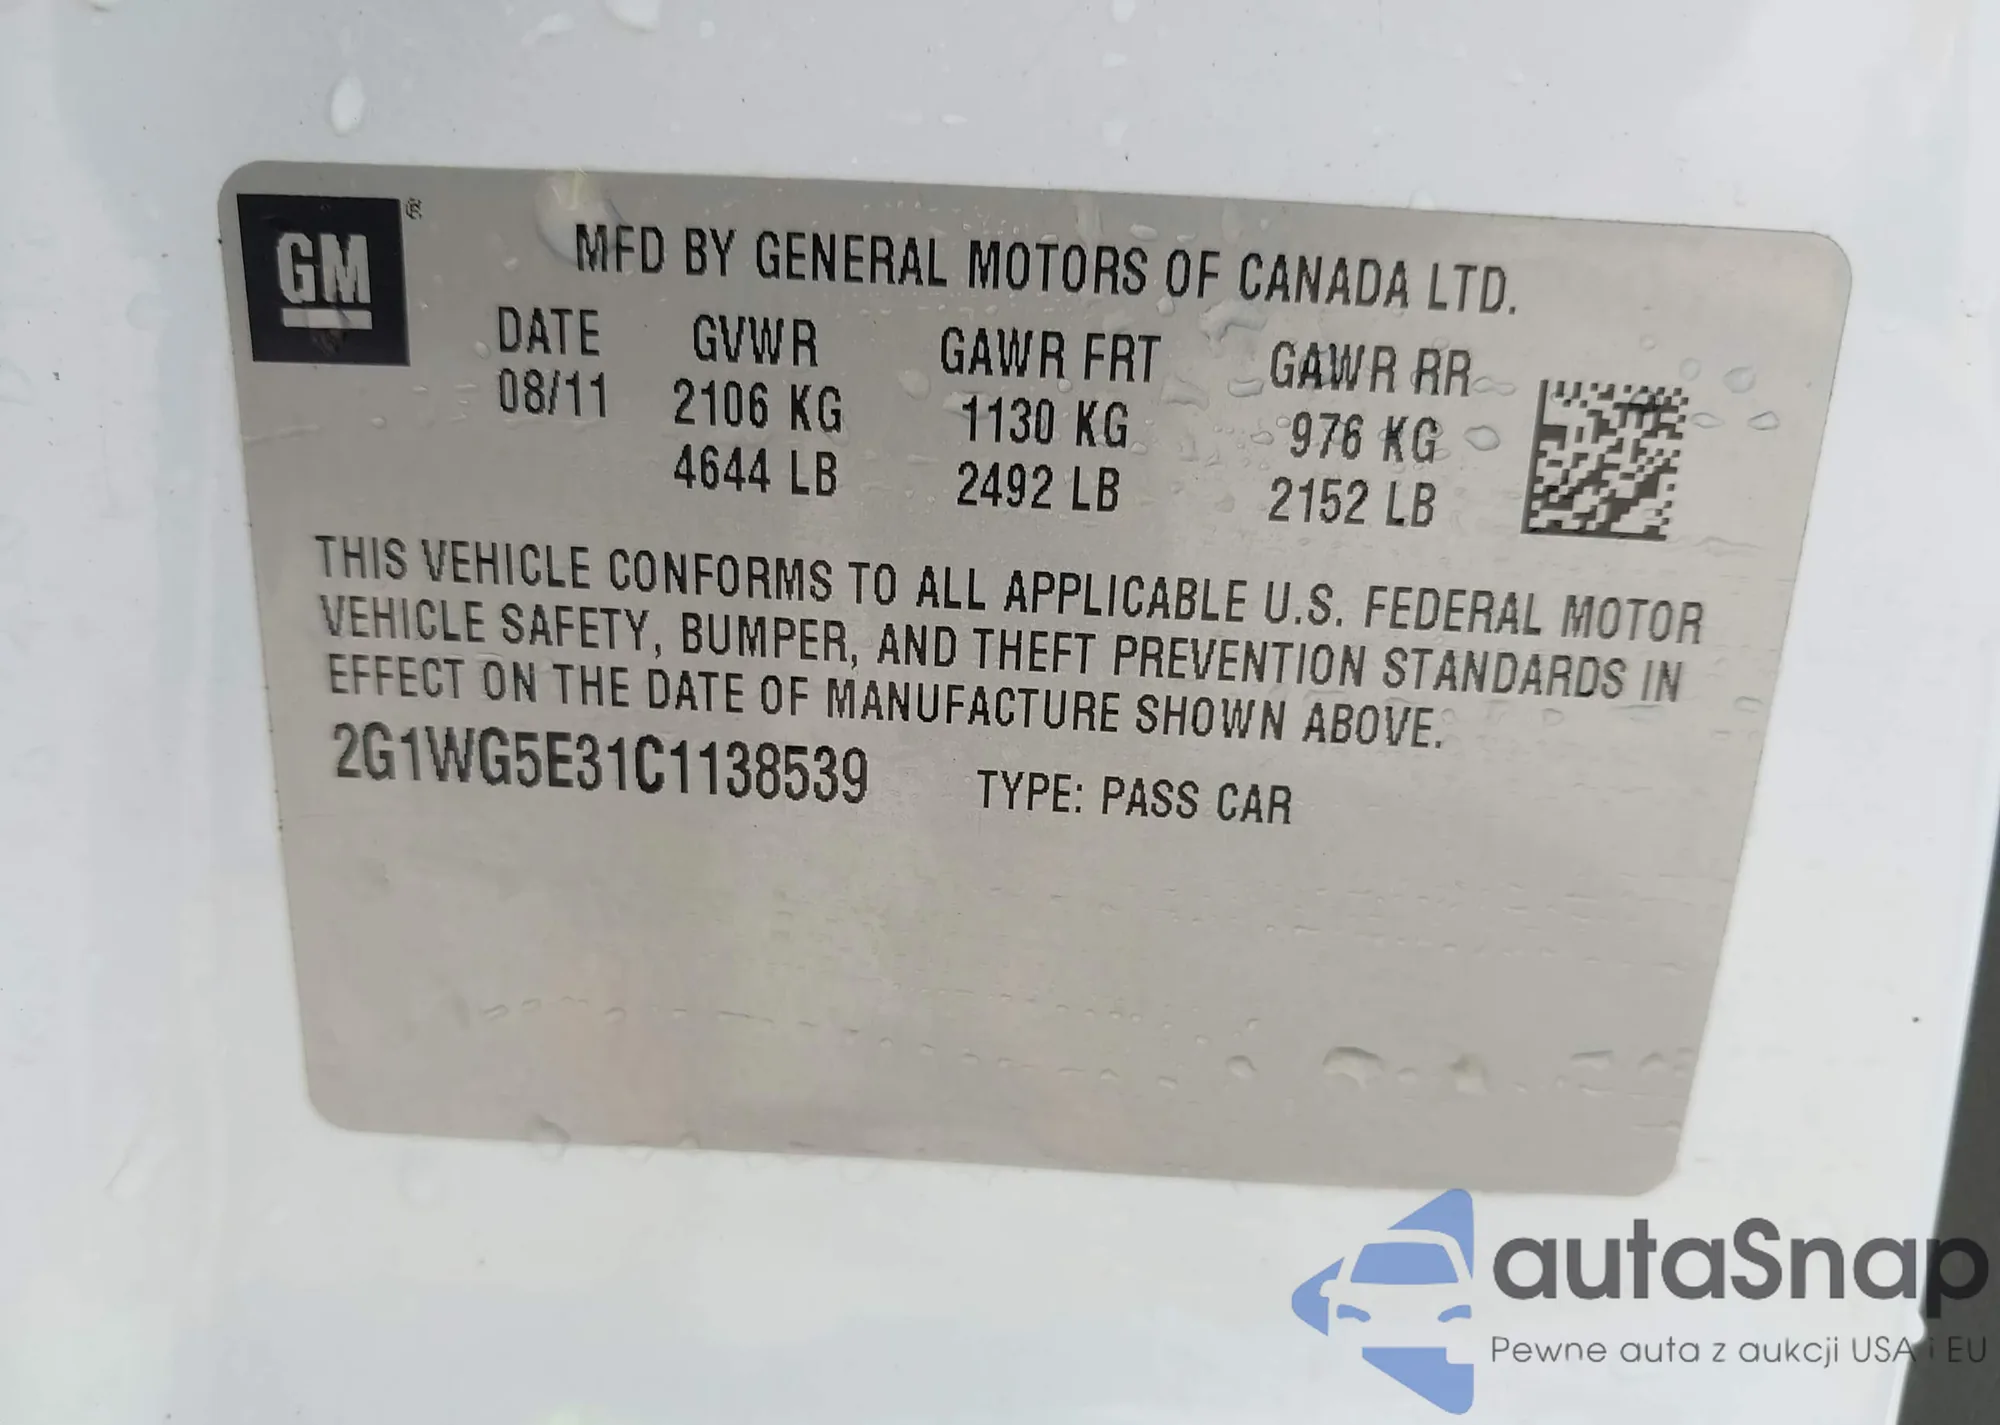 GM ®
MFD BY GENERAL MOTORS OF CANADA LTD.
DATE GVWR GAWR FRT GAWR RR
08/11 2106 KG 1130 KG 976 KG
4644 LB 2492 LB 2152 LB
THIS VEHICLE CONFORMS TO ALL APPLICABLE U.S. FEDERAL MOTOR
VEHICLE SAFETY, BUMPER, AND THEFT PREVENTION STANDARDS IN
EFFECT ON THE DATE OF MANUFACTURE SHOWN ABOVE.
2G1WG5E31C1138539 TYPE: PASS CAR
autaSnap
Pewne auta z aukcji USA i EU